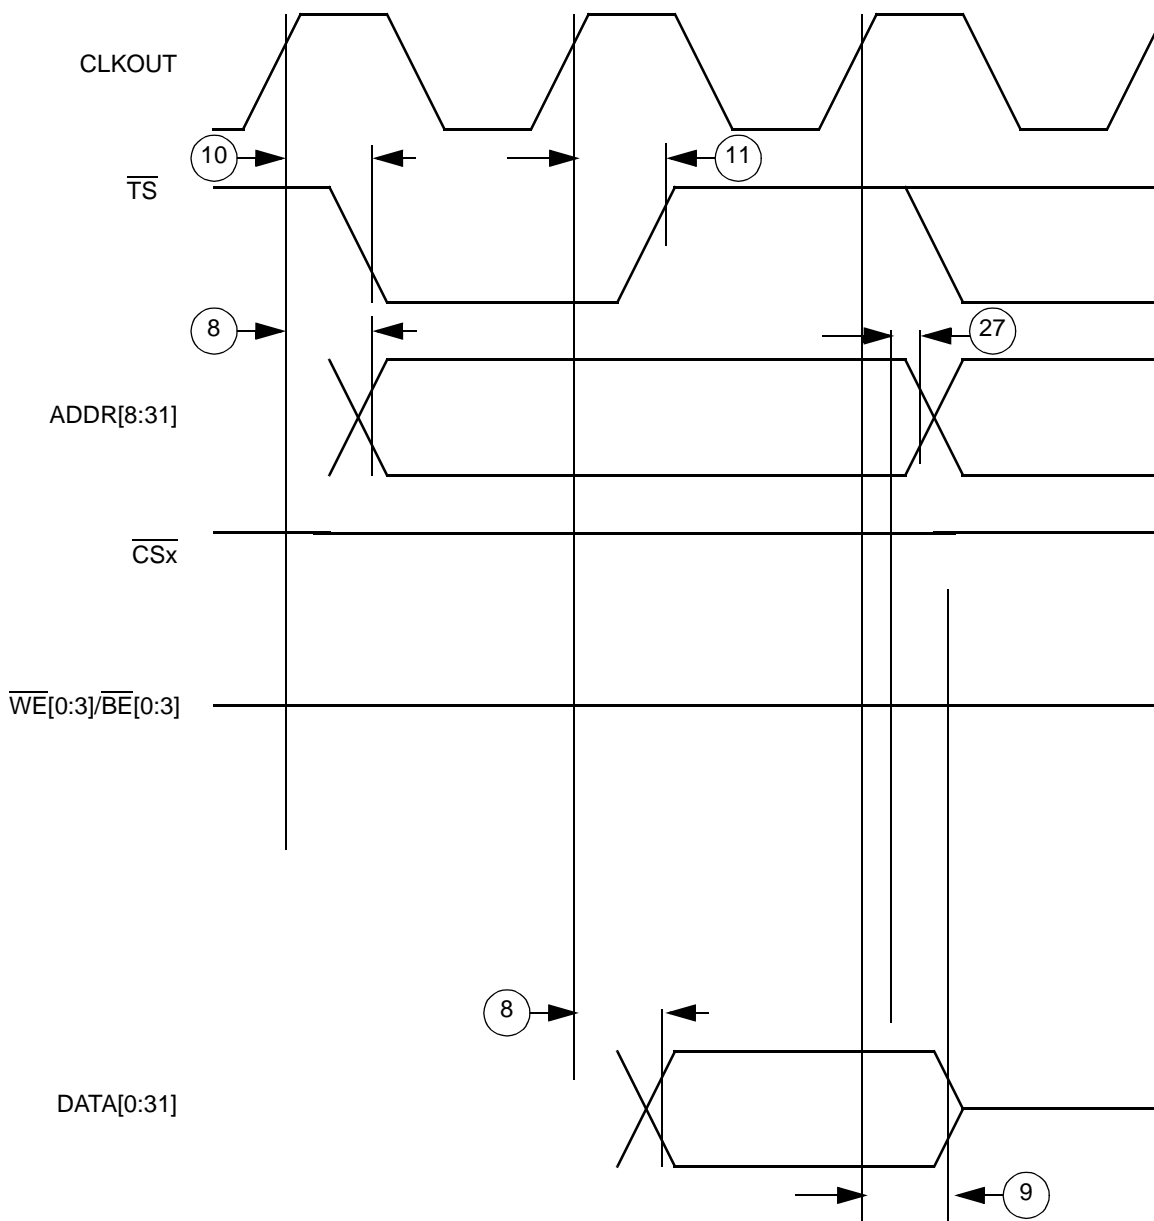 CLKOUT
10
11
TS
8
27
ADDR[8:31]
CSx
WE[0:3]/BE[0:3]
8
DATA[0:31]
9